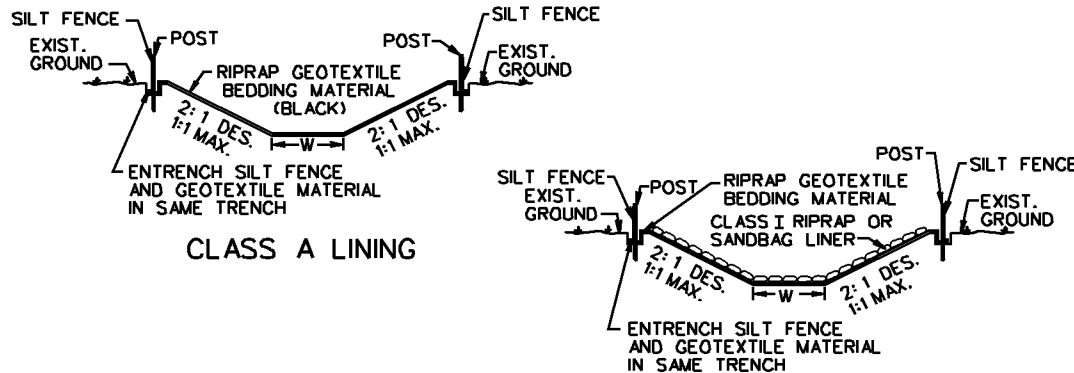 SILT FENCE
POST
EXIST.
GROUND
RIPRAP GEOTEXTILE
BEDDING MATERIAL
(BLACK)
POST
SILT FENCE
EXIST.
GROUND
2:1 DES.
1:1 MAX.
W
2:1 DES.
1:1 MAX.
ENTRENCH SILT FENCE
AND GEOTEXTILE MATERIAL
IN SAME TRENCH
CLASS A LINING
SILT FENCE
POST
EXIST.
GROUND
RIPRAP GEOTEXTILE
BEDDING MATERIAL
CLASS I RIPRAP OR
SANDBAG LINER
POST
SILT FENCE
EXIST.
GROUND
2:1 DES.
1:1 MAX.
W
2:1 DES.
1:1 MAX.
ENTRENCH SILT FENCE
AND GEOTEXTILE MATERIAL
IN SAME TRENCH